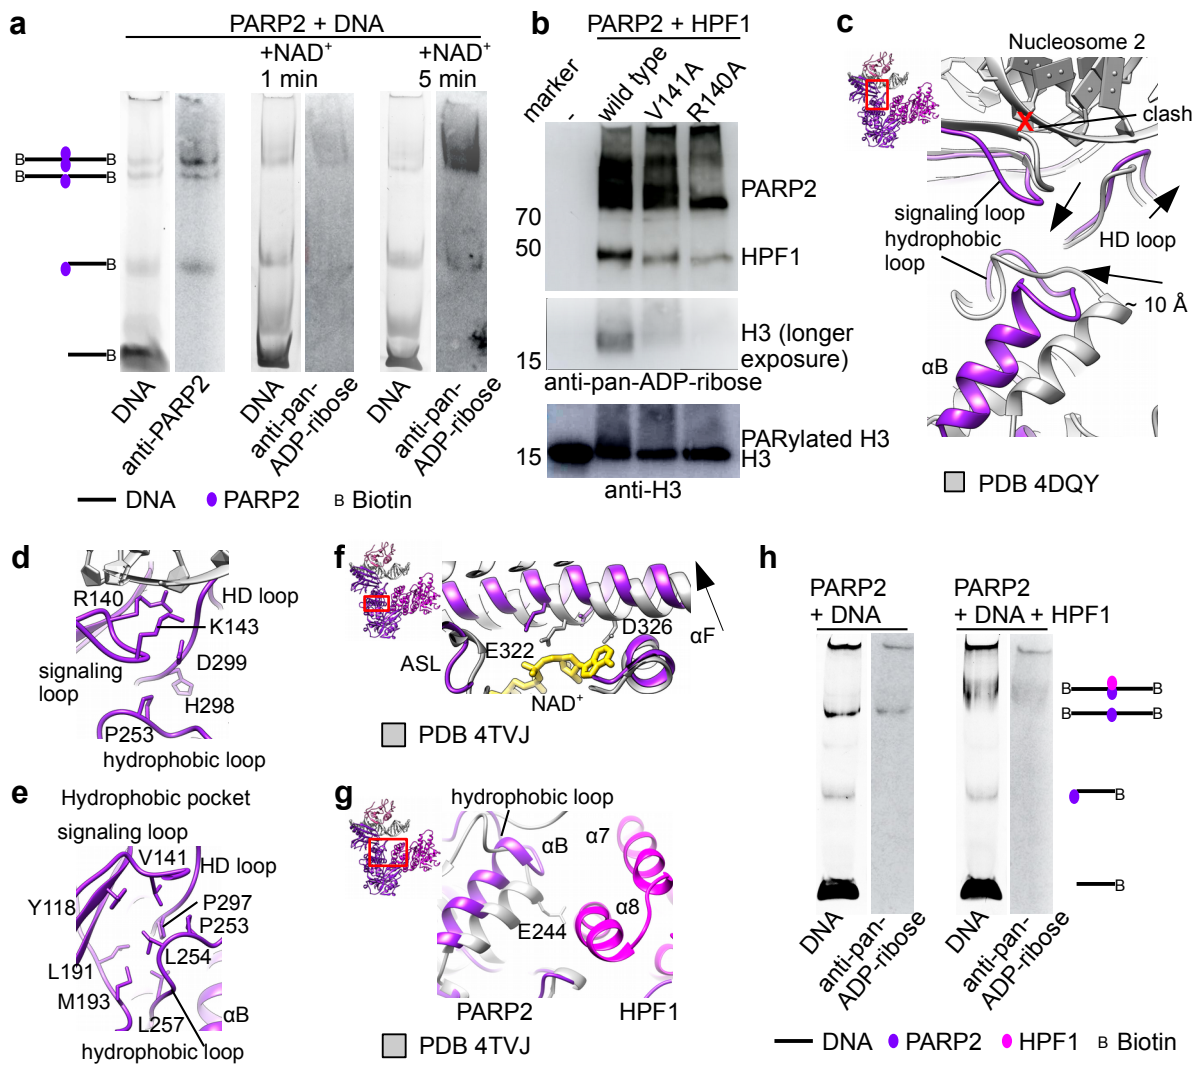 a
PARP2 + DNA
+NAD+
1 min
+NAD+
5 min
B
B
B
B
B
B
DNA
anti-PARP2
DNA
anti-pan-
ADP-ribose
DNA
anti-pan-
ADP-ribose
DNA
PARP2
B Biotin
b
PARP2 + HPF1
marker
-
wild type
V141A
R140A
PARP2
70
50
HPF1
H3 (longer
exposure)
15
anti-pan-ADP-ribose
PARylated H3
15
H3
anti-H3
c
Nucleosome 2
clash
signaling loop
HD loop
hydrophobic
loop
~ 10 Å
αB
PDB 4DQY
d
R140
HD loop
K143
signaling
loop
D299
H298
P253
hydrophobic loop
e
Hydrophobic pocket
signaling loop
V141
HD loop
Y118
P297
P253
L254
L191
M193
L257
αB
hydrophobic loop
f
D326
αF
ASL
E322
NAD+
PDB 4TVJ
g
hydrophobic loop
αB
α7
α8
E244
PARP2
HPF1
PDB 4TVJ
h
PARP2
+ DNA
PARP2
+ DNA + HPF1
B
B
B
B
B
B
DNA
anti-pan-
ADP-ribose
DNA
anti-pan-
ADP-ribose
DNA
PARP2
HPF1
B Biotin